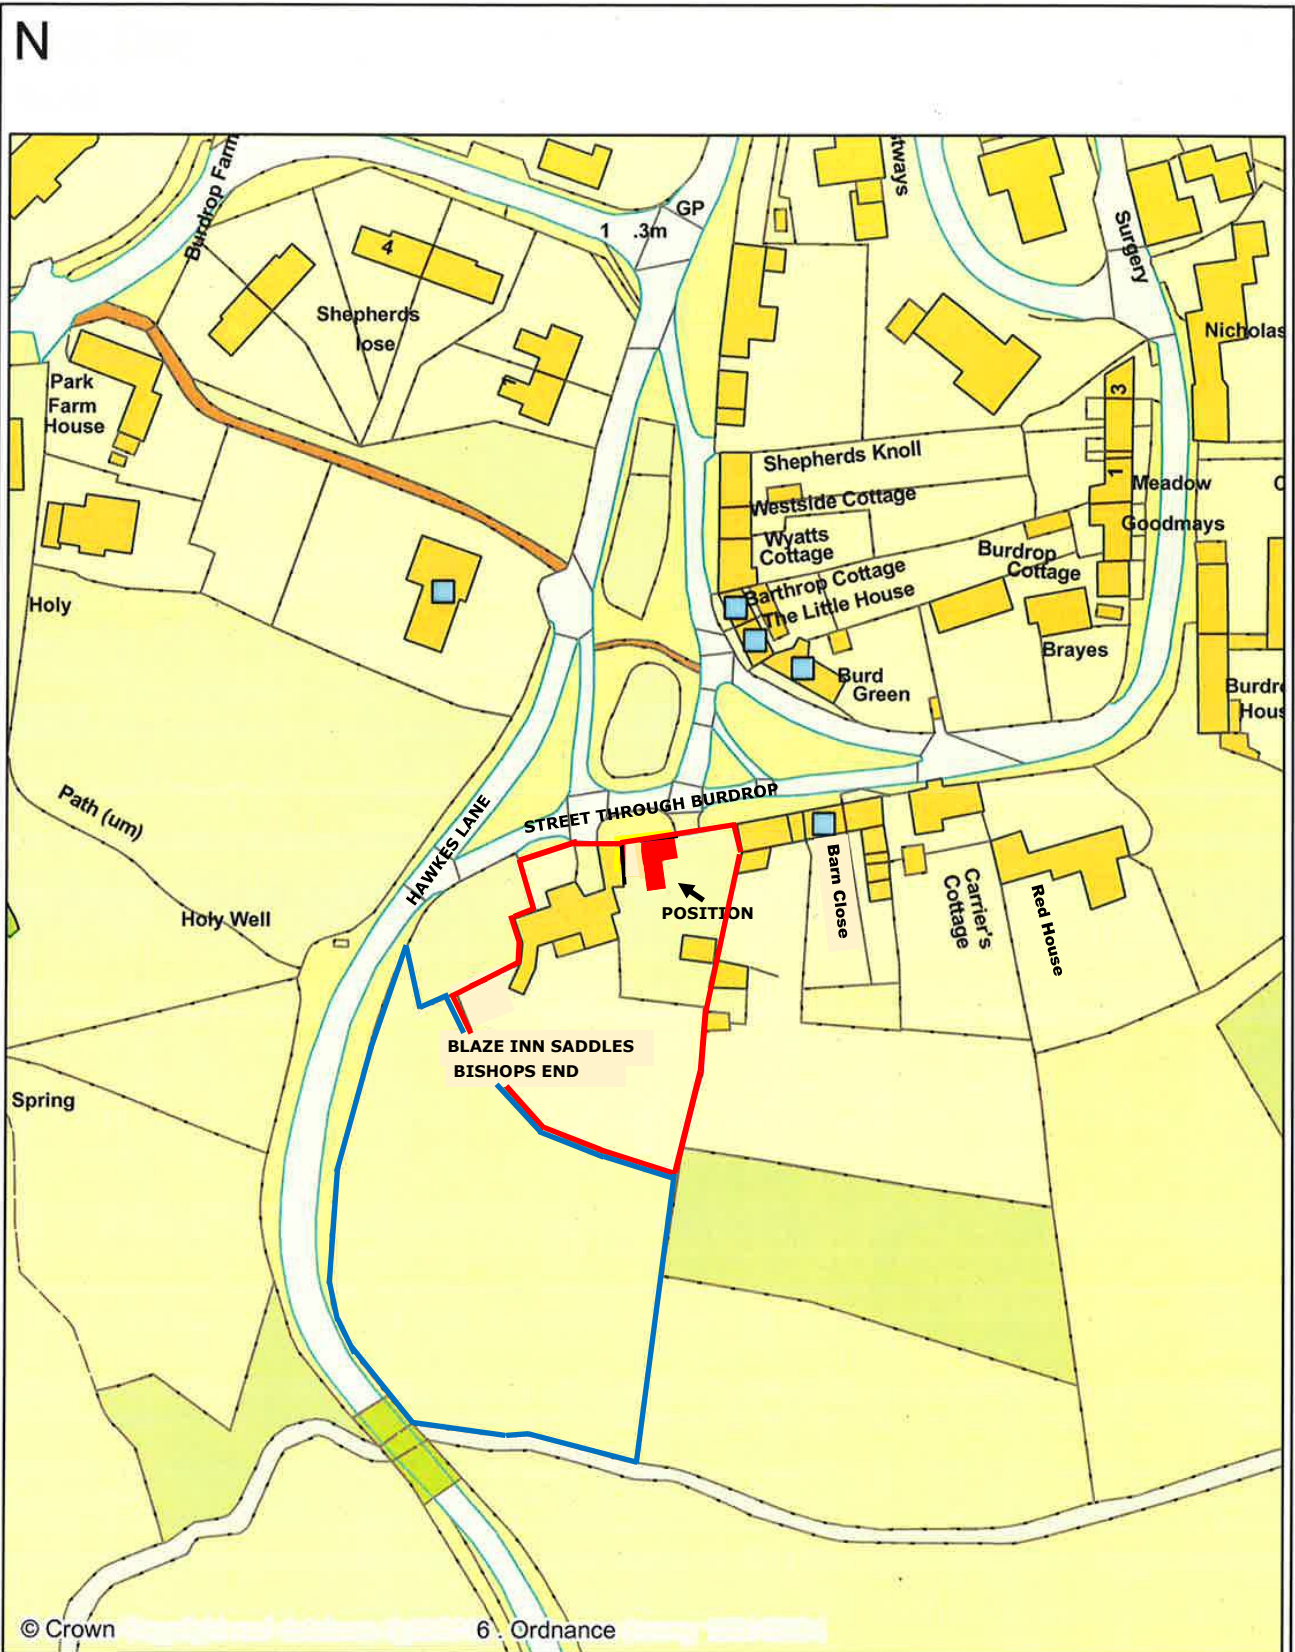 N
Burdrop Farm
GP
1 .3m
tways
Surgery
4
Shepherds
lose
Nicholas
Park
Farm
House
3
Shepherds Knoll
1
Meadow
Westside Cottage
Goodmays
Wyatts
Cottage
Burdrop
Cottage
Barthrop Cottage
The Little House
Holy
Brayes
Burd
Green
Burdro
Hous
Path (um)
STREET THROUGH BURDROP
HAWKES LANE
Barn Close
Carrier's
Cottage
Red House
POSITION
Holy Well
BLAZE INN SADDLES
BISHOPS END
Spring
© Crown
6 . Ordnance